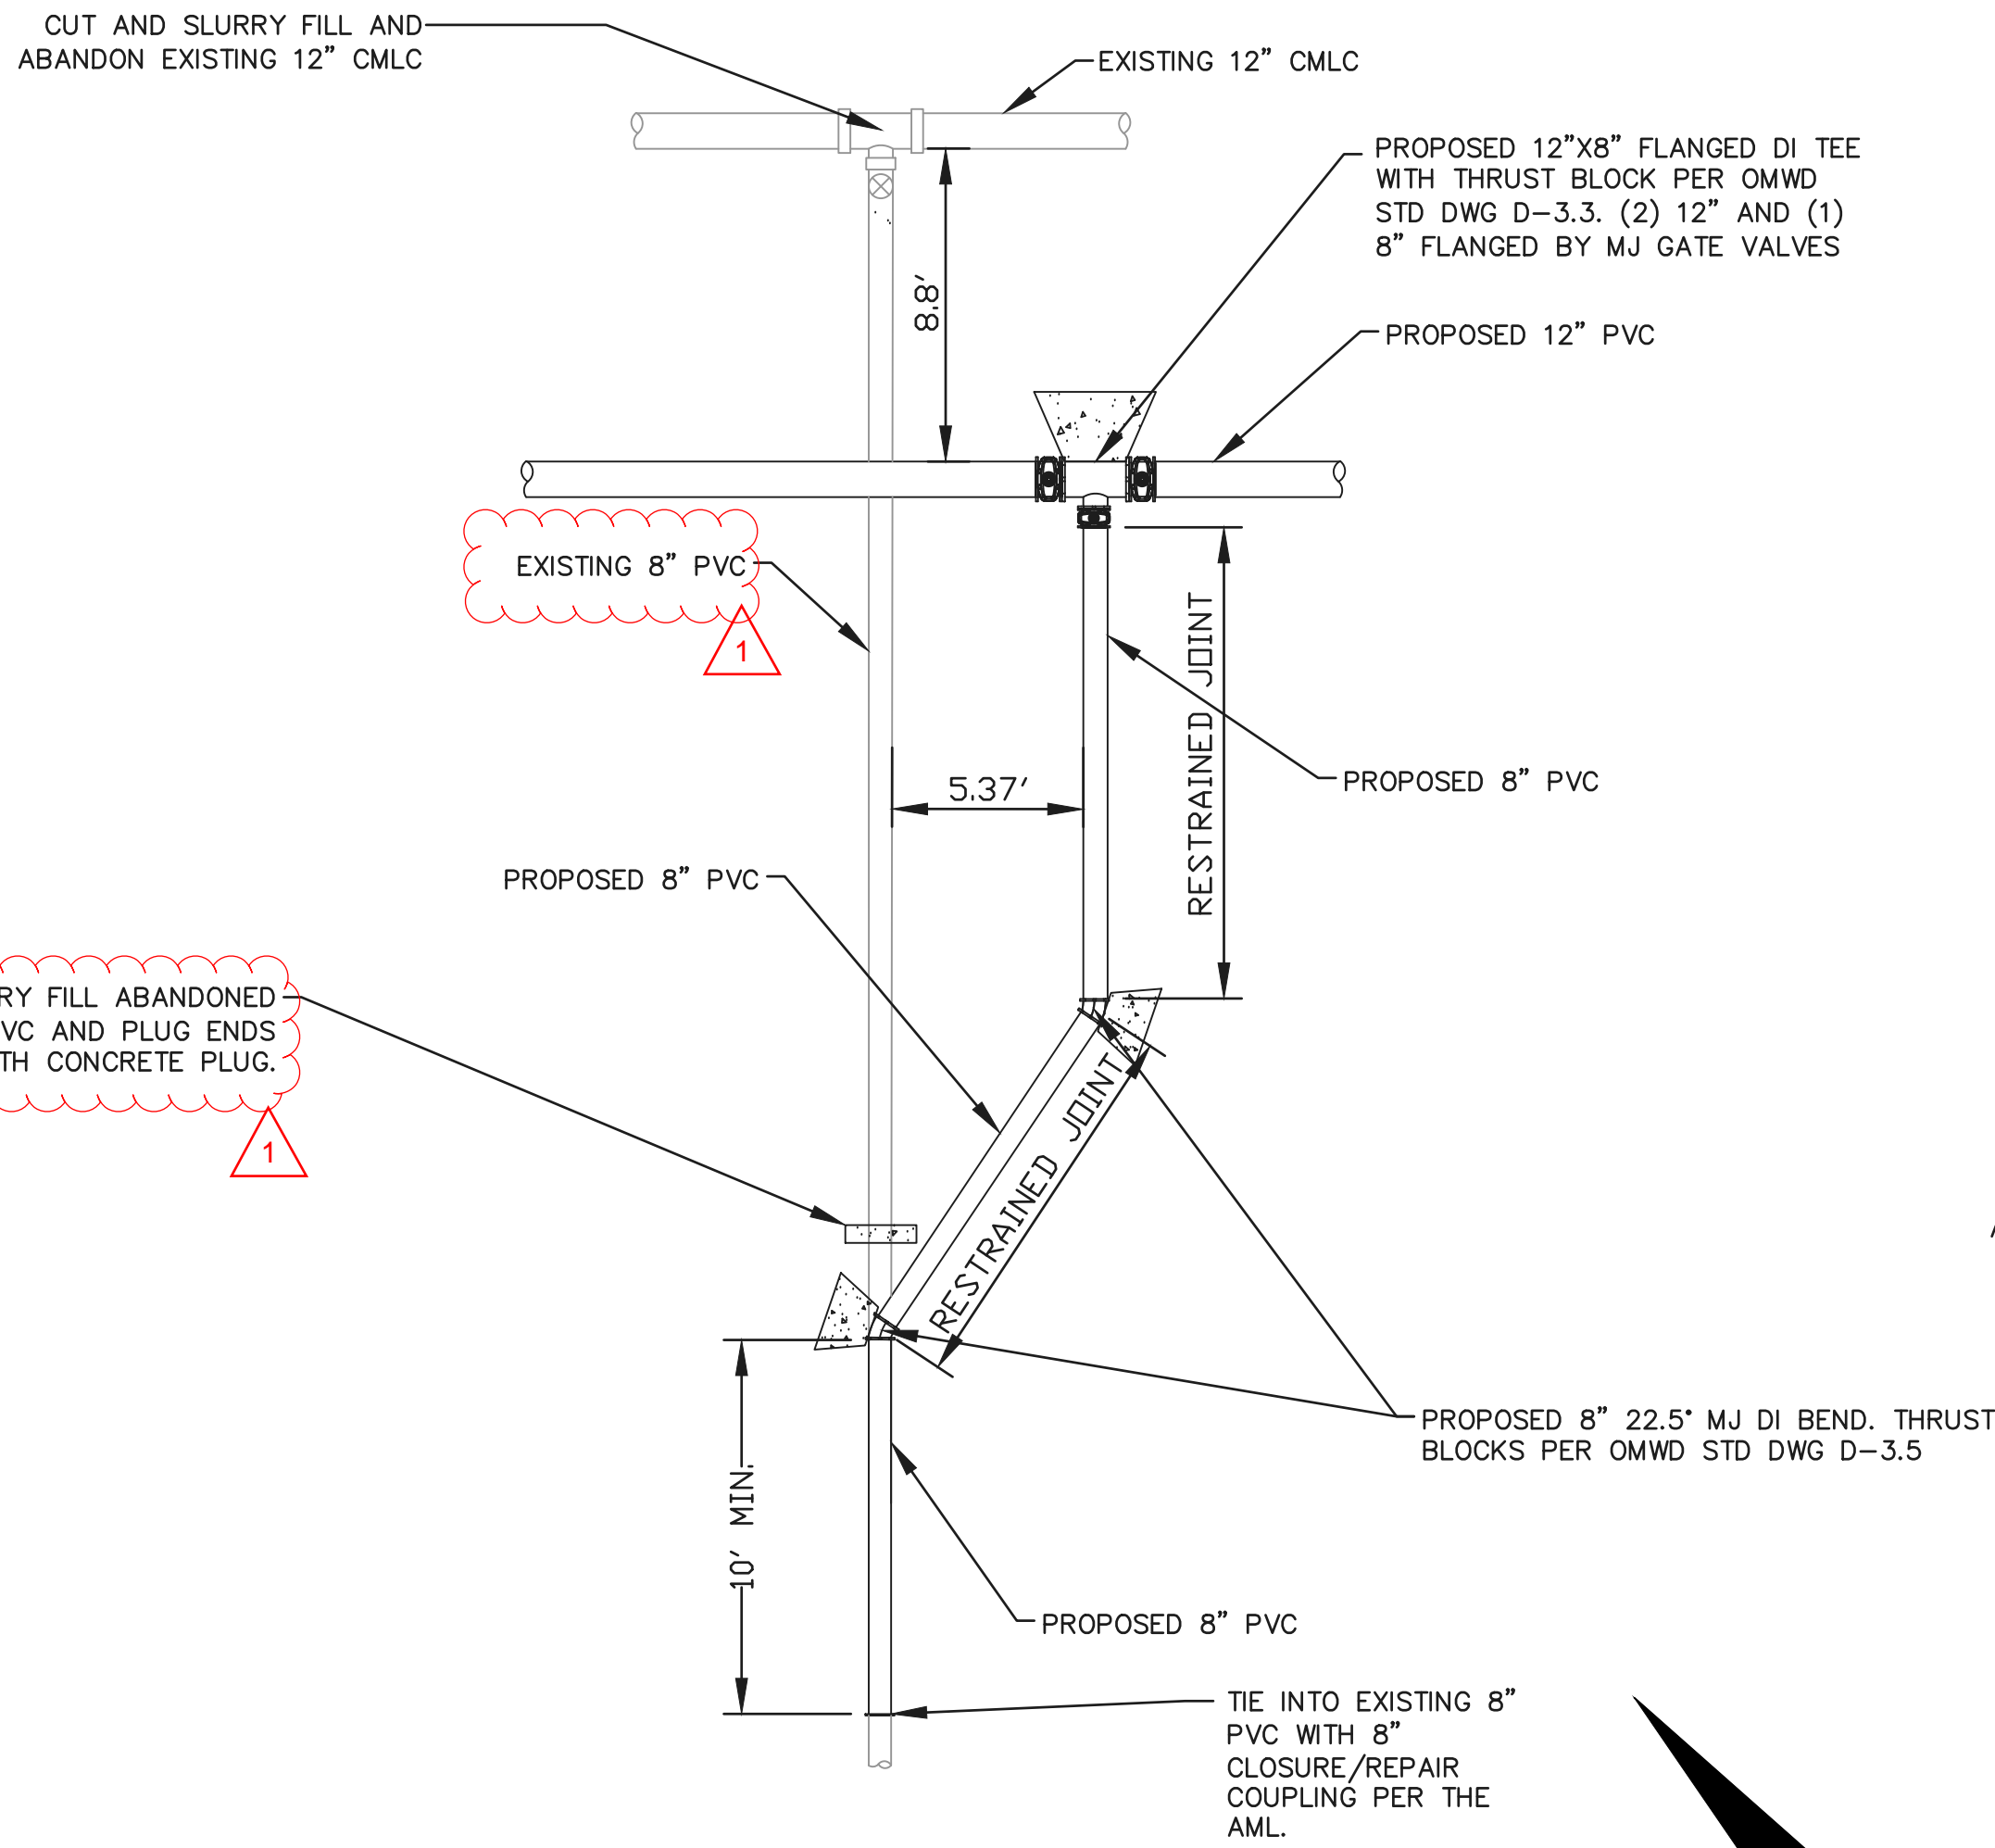 CUT AND SLURRY FILL AND
ABANDON EXISTING 12” CMLC
EXISTING 12” CMLC
PROPOSED 12”X8” FLANGED DI TEE
WITH THRUST BLOCK PER OMWD
STD DWG D-3.3. (2) 12” AND (1)
8” FLANGED BY MJ GATE VALVES
8.8’
PROPOSED 12” PVC
EXISTING 8” PVC
1
RESTRAINED JOINT
5.37’
PROPOSED 8” PVC
PROPOSED 8” PVC
RY FILL ABANDONED
VC AND PLUG ENDS
TH CONCRETE PLUG.
1
RESTRAINED JOINT
PROPOSED 8” 22.5° MJ DI BEND. THRUST
BLOCKS PER OMWD STD DWG D-3.5
10’ MIN.
PROPOSED 8” PVC
TIE INTO EXISTING 8”
PVC WITH 8”
CLOSURE/REPAIR
COUPLING PER THE
AML.